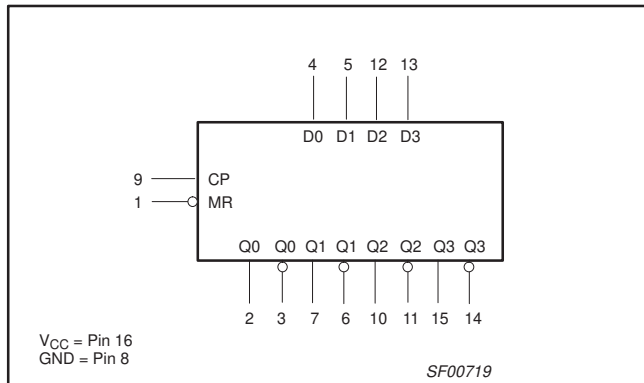 4 5 12 13
D0 D1 D2 D3
9 CP
1 MR
Q0 Q0 Q1 Q1 Q2 Q2 Q3 Q3
2 3 7 6 10 11 15 14
VCC = Pin 16
GND = Pin 8
SF00719